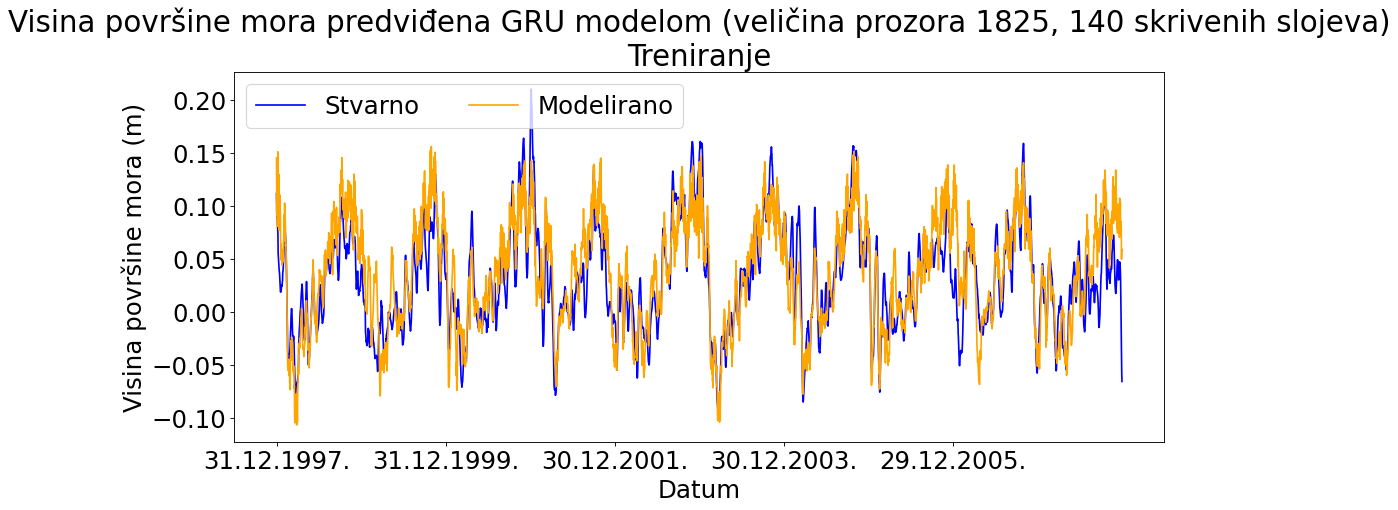 Visina površine mora predviđena GRU modelom (veličina prozora 1825, 140 skrivenih slojeva)
Treniranje
Stvarno Modelirano
Visina površine mora (m)
0.20
0.15
0.10
0.05
0.00
−0.05
−0.10
31.12.1997. 31.12.1999. 30.12.2001. 30.12.2003. 29.12.2005.
Datum